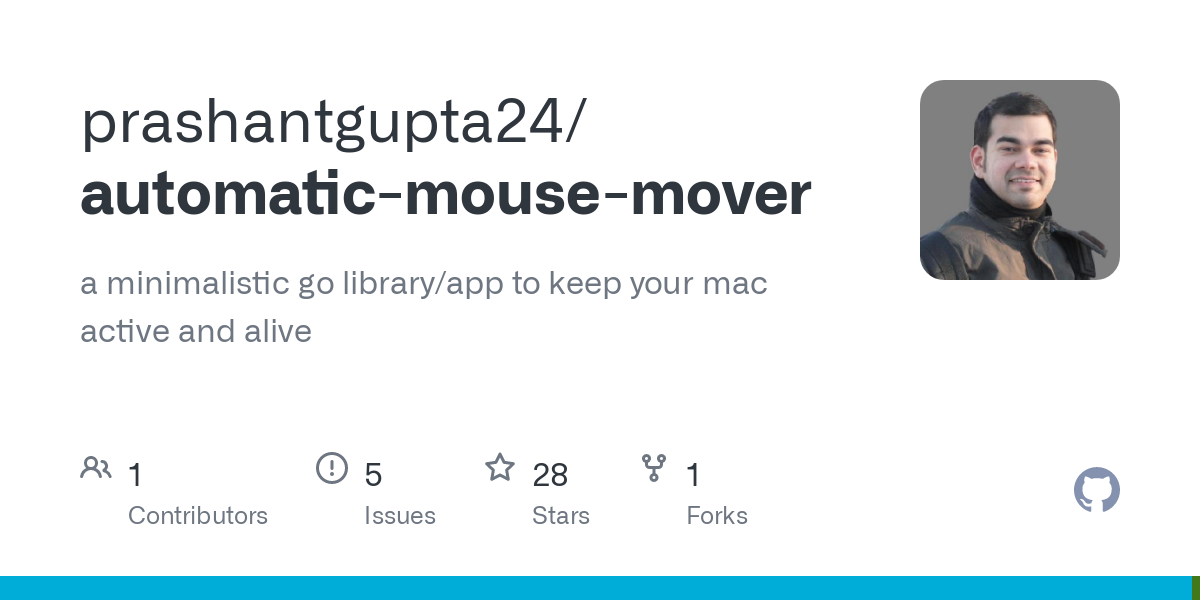 prashantgupta24/
automatic-mouse-mover
a minimalistic go library/app to keep your mac
active and alive
1
Contributors
5
Issues
28
Stars
1
Forks